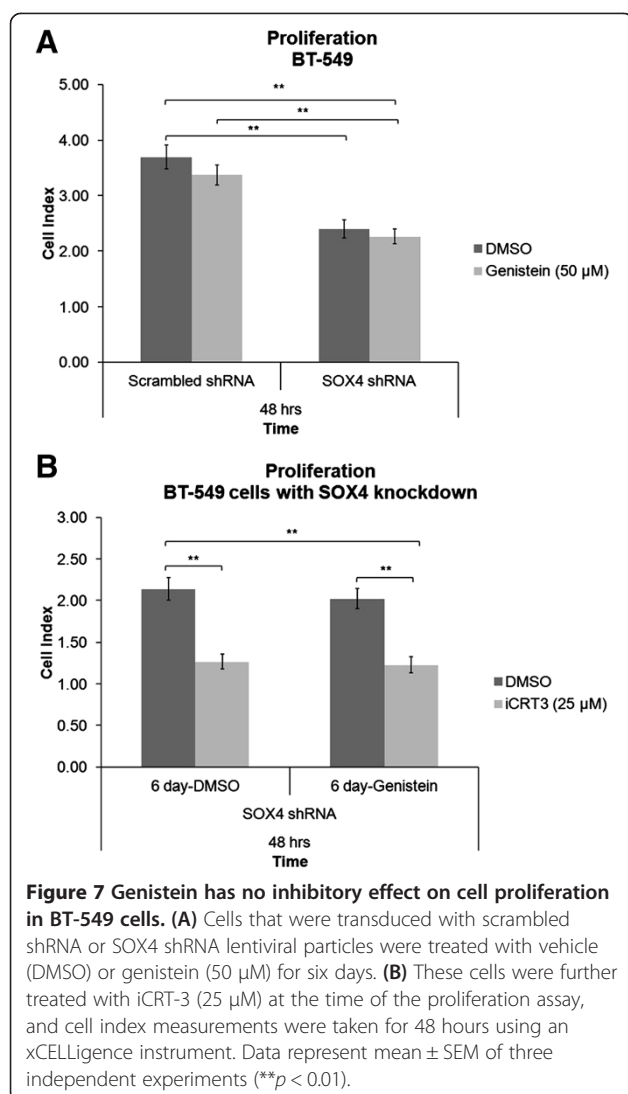 A
Proliferation
BT-549
**
**
**
5.00
4.00
3.00
2.00
1.00
0.00
Cell Index
DMSO
Genistein (50 µM)
Scrambled shRNA
SOX4 shRNA
48 hrs
Time
B
Proliferation
BT-549 cells with SOX4 knockdown
**
**
**
3.00
2.50
2.00
1.50
1.00
0.50
0.00
Cell Index
DMSO
iCRT3 (25 µM)
6 day-DMSO
6 day-Genistein
SOX4 shRNA
48 hrs
Time
Figure 7 Genistein has no inhibitory effect on cell proliferation
in BT-549 cells. (A) Cells that were transduced with scrambled
shRNA or SOX4 shRNA lentiviral particles were treated with vehicle
(DMSO) or genistein (50 µM) for six days. (B) These cells were further
treated with iCRT-3 (25 µM) at the time of the proliferation assay,
and cell index measurements were taken for 48 hours using an
xCELLigence instrument. Data represent mean ± SEM of three
independent experiments (**p < 0.01).